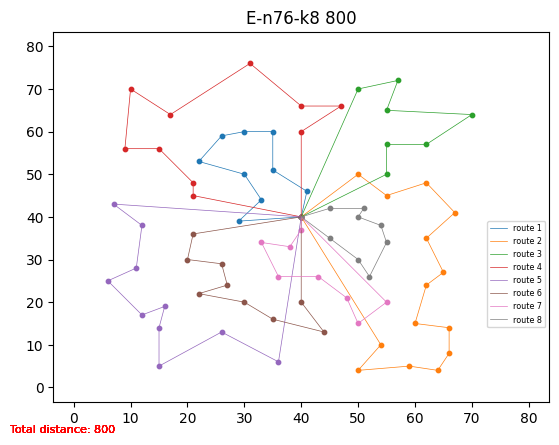 E-n76-k8 800
80
70
60
50
40
30
20
10
0
0 10 20 30 40 50 60 70 80
route 1
route 2
route 3
route 4
route 5
route 6
route 7
route 8
Total distance: 800